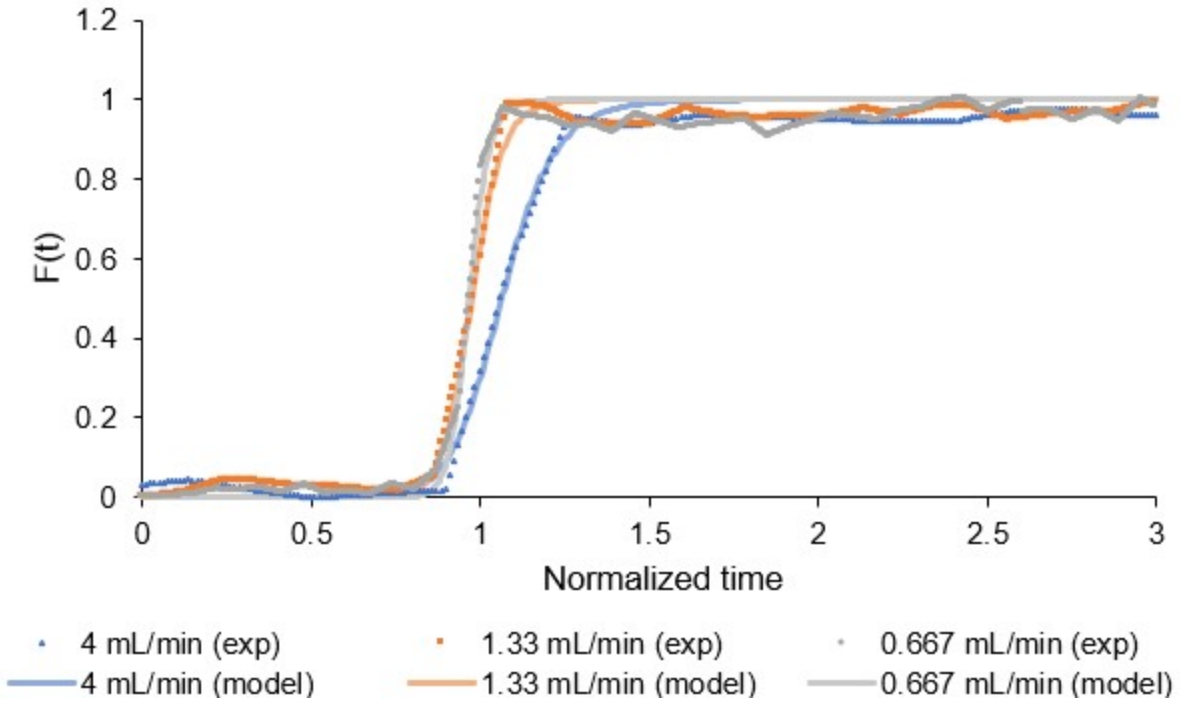 1.2
1
0.8
0.6
0.4
0.2
0
F(t)
0 0.5 1 1.5 2 2.5 3
Normalized time
4 mL/min (exp) 1.33 mL/min (exp) 0.667 mL/min (exp)
4 mL/min (model) 1.33 mL/min (model) 0.667 mL/min (model)